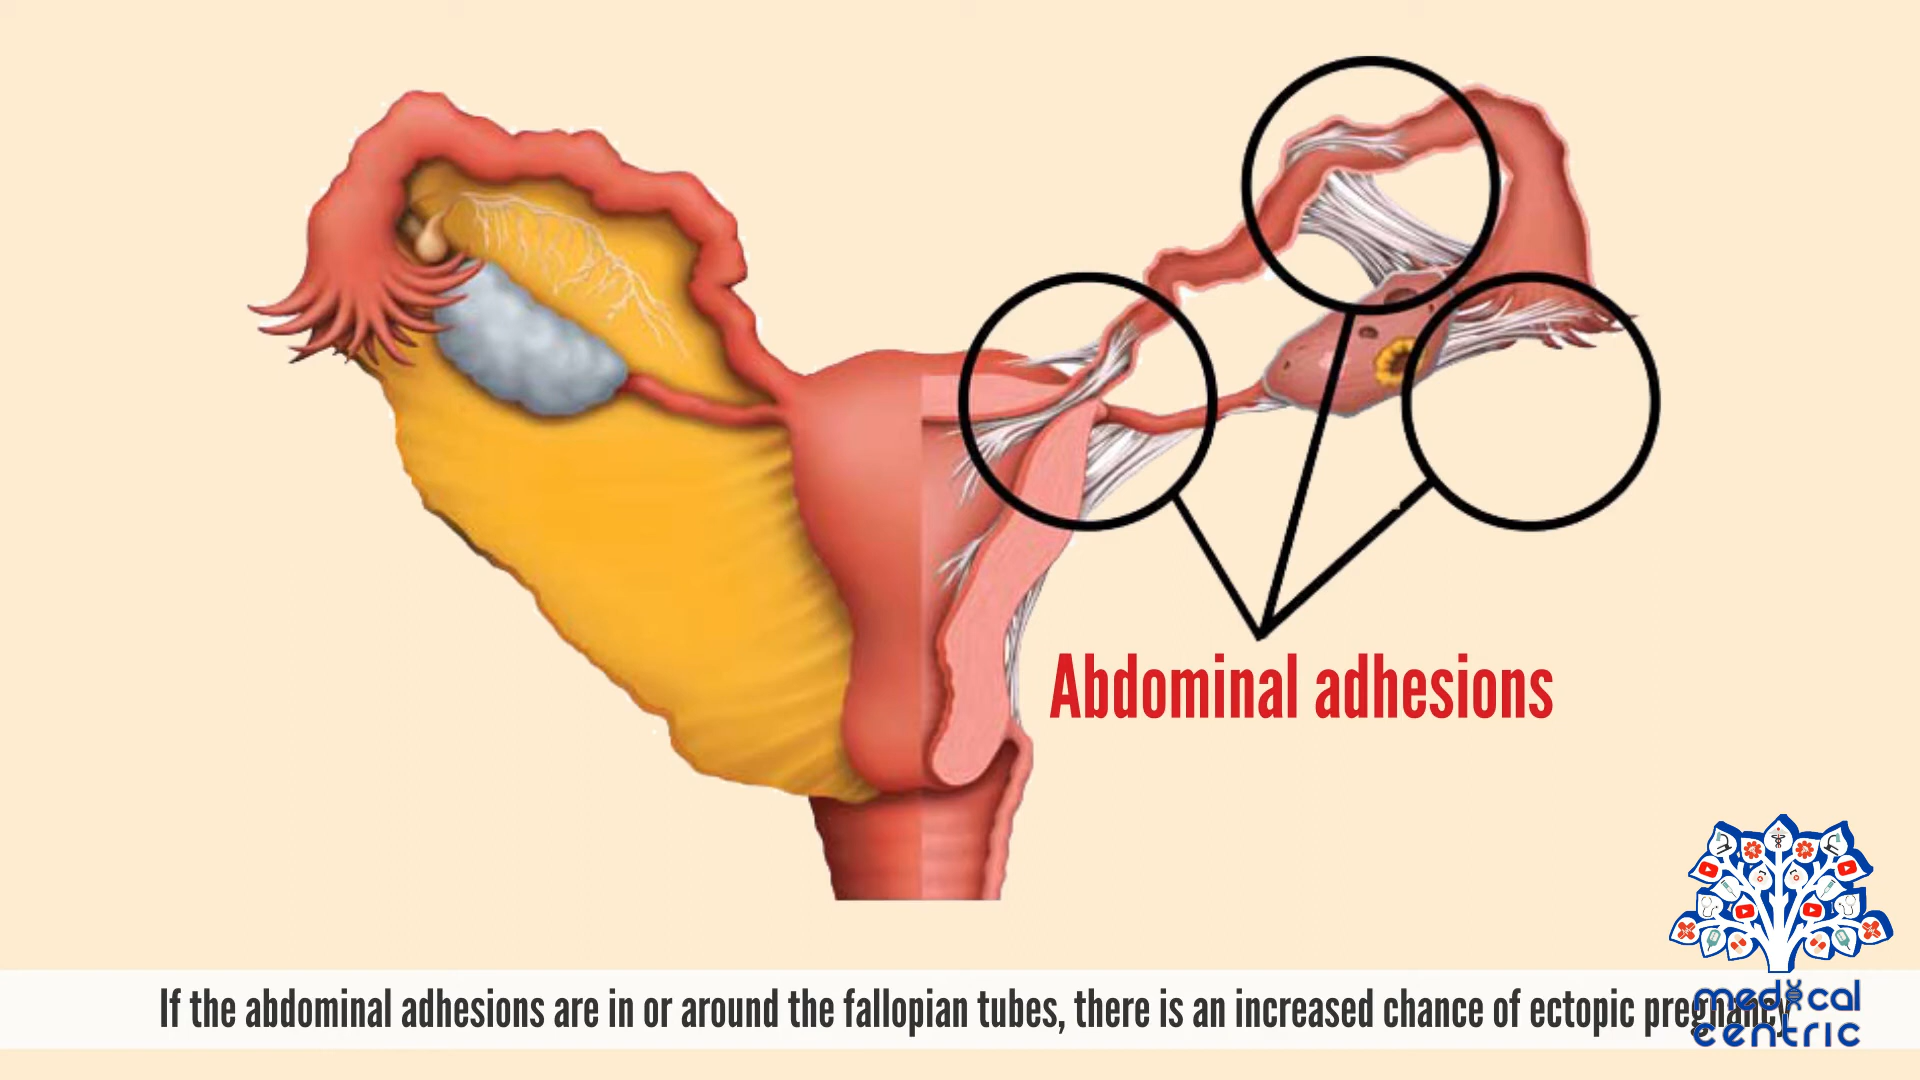 Abdominal adhesions
If the abdominal adhesions are in or around the fallopian tubes, there is an increased chance of ectopic pregnancy
medical
centric